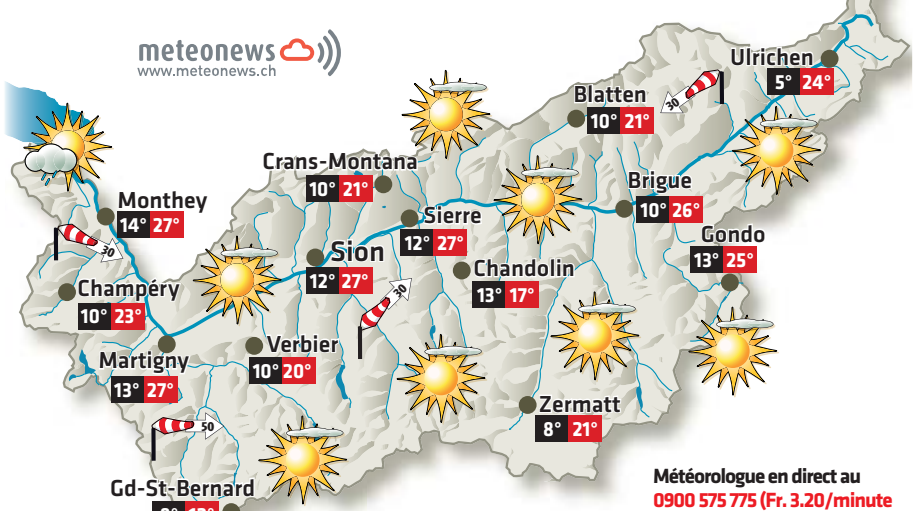 meteonews
www.meteonews.ch
Ulrichen
5° 24°
Blatten
10° 21°
30
Crans-Montana
10° 21°
Brigue
10° 26°
Monthey
14° 27°
30
Sierre
12° 27°
Gondo
13° 25°
Sion
12° 27°
Chandolin
13° 17°
30
Champéry
10° 23°
Martigny
13° 27°
Verbier
10° 20°
Zermatt
8° 21°
50
Gd-St-Bernard
Météorologue en direct au
0900 575 775 (Fr. 3.20/minute